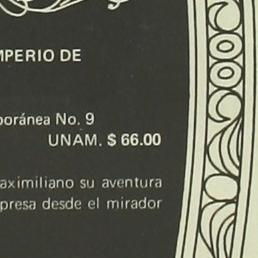 MPERIO DE
poránea No. 9
UNAM. $ 66.00
aximiliano su aventura
presa desde el mirador